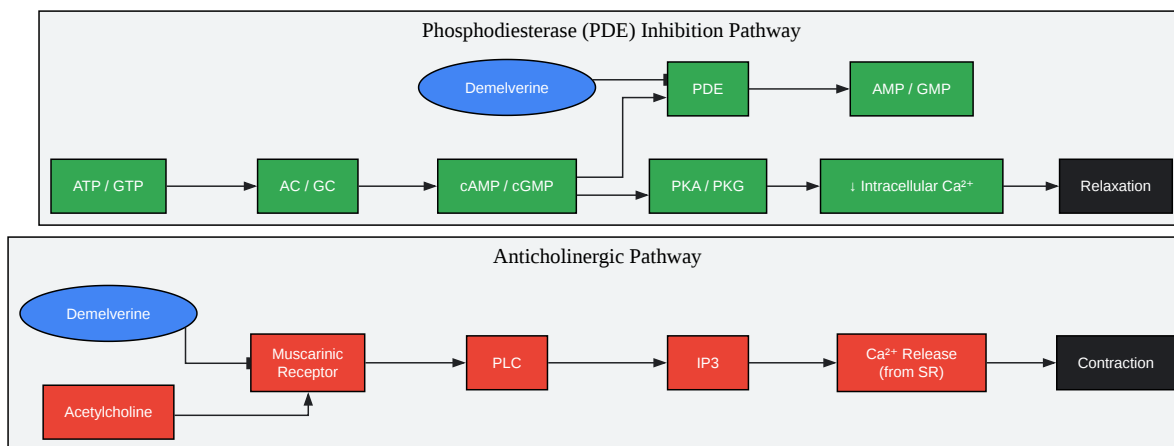 Phosphodiesterase (PDE) Inhibition Pathway
Demelverine
PDE
AMP / GMP
ATP / GTP
AC / GC
cAMP / cGMP
PKA / PKG
↓ Intracellular Ca²⁺
Relaxation
Anticholinergic Pathway
Demelverine
Muscarinic
Receptor
PLC
IP3
Ca²⁺ Release
(from SR)
Contraction
Acetylcholine